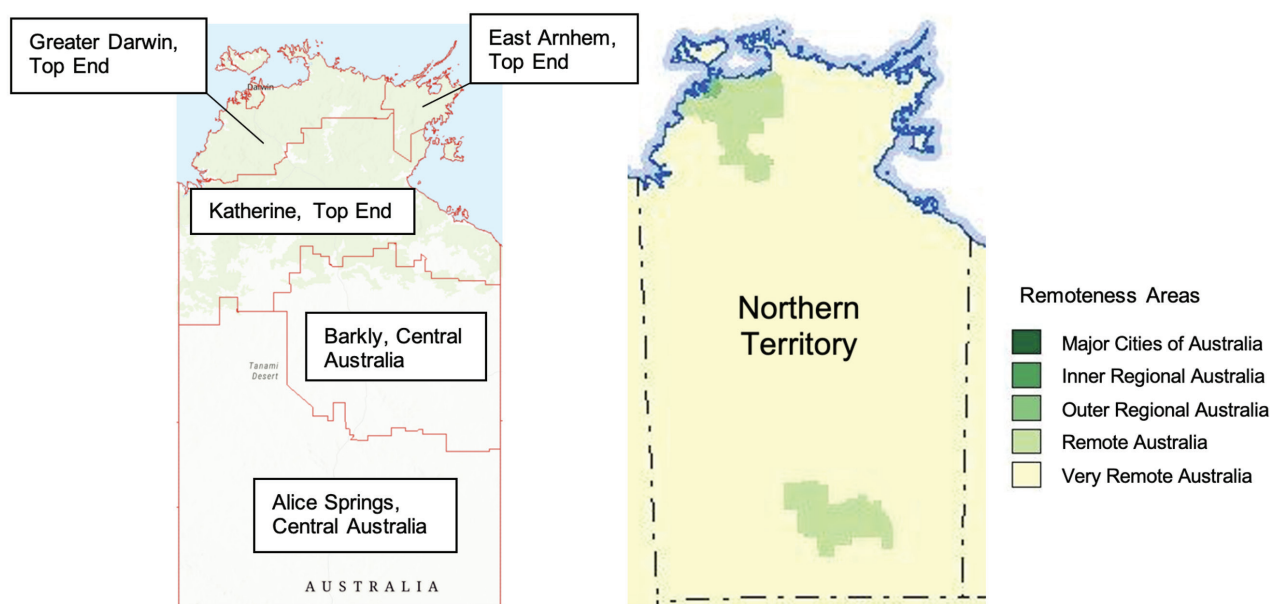 Greater Darwin,
Top End
East Arnhem,
Top End
Darwin
Katherine, Top End
Barkly, Central
Australia
Tanami
Desert
Alice Springs,
Central Australia
AUSTRALIA
Northern
Territory
Remoteness Areas
Major Cities of Australia
Inner Regional Australia
Outer Regional Australia
Remote Australia
Very Remote Australia